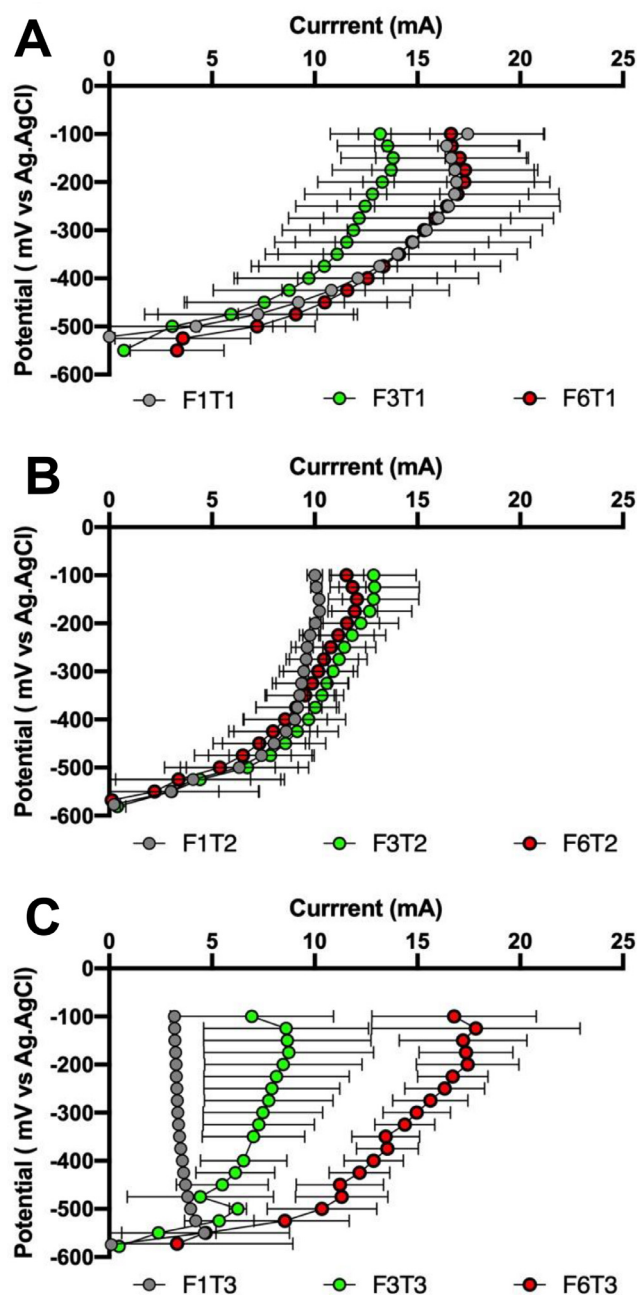 A
Currrent (mA)
0 5 10 15 20 25
Potential ( mV vs Ag.AgCl)
0
-100
-200
-300
-400
-500
-600
F1T1 F3T1 F6T1
B
Currrent (mA)
0 5 10 15 20 25
Potential ( mV vs Ag.AgCl)
0
-100
-200
-300
-400
-500
-600
F1T2 F3T2 F6T2
C
Currrent (mA)
0 5 10 15 20 25
Potential ( mV vs Ag.AgCl)
0
-100
-200
-300
-400
-500
-600
F1T3 F3T3 F6T3